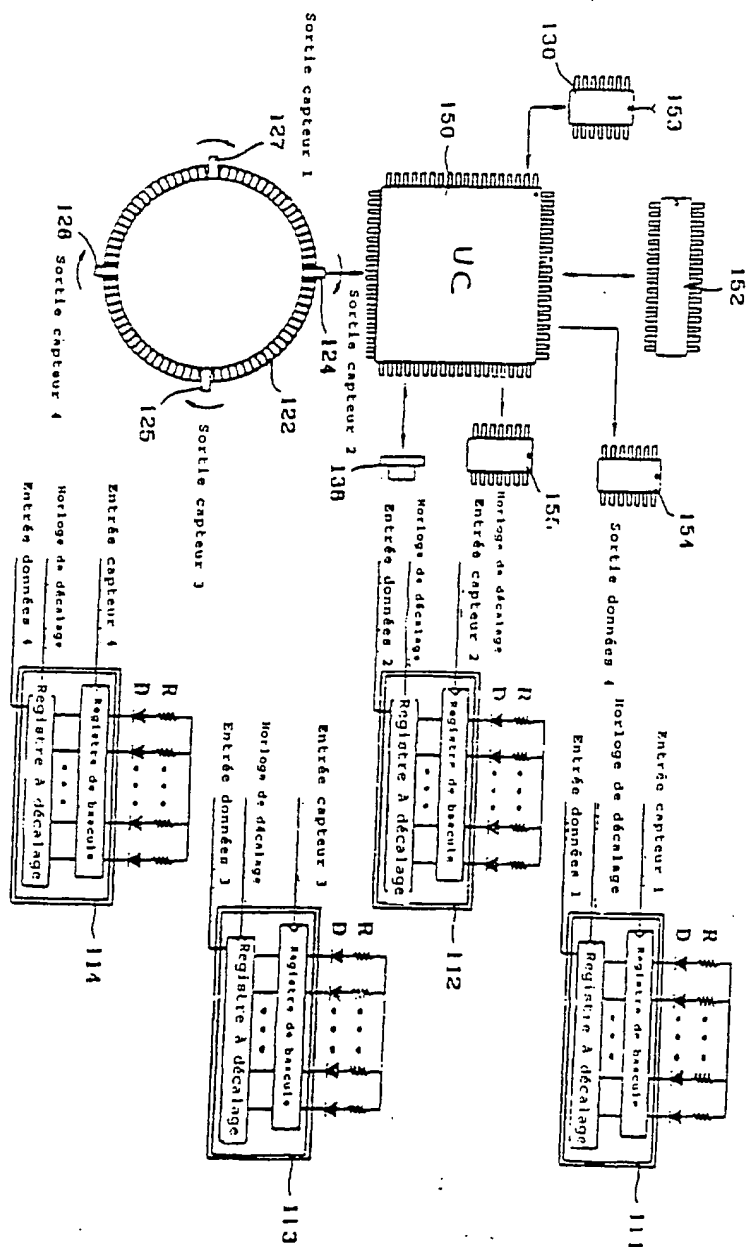 153
130
152
154
150
UC
155
138
Sortie capteur 1
127
128
Sortie capteur 4
124
Sortie capteur 2
122
125
Sortie capteur 3
Sortie données 4
Entrée capteur 1
Horloge de décalage
Entrée données 1
R
D
Registre de bascule
Registre à décalage
111
Horloge de décalage
Entrée capteur 2
Horloge de décalage
Entrée données 2
R
D
Registre de bascule
Registre à décalage
112
Entrée capteur 3
Horloge de décalage
Entrée données 3
R
D
Registre de bascule
Registre à décalage
113
Entrée capteur 4
Horloge de décalage
Entrée données 4
R
D
Registre de bascule
Registre à décalage
114